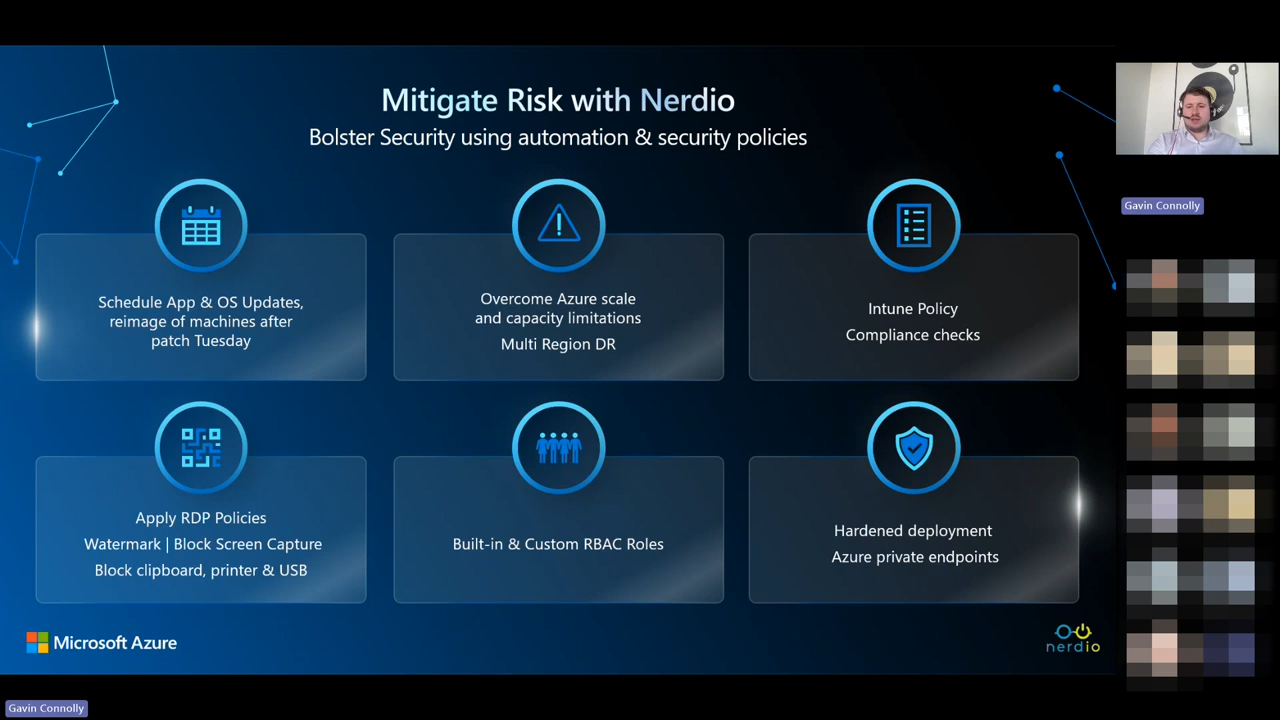 Mitigate Risk with Nerdio
Bolster Security using automation & security policies
Schedule App & OS Updates,
reimage of machines after
patch Tuesday
Overcome Azure scale
and capacity limitations
Multi Region DR
Intune Policy
Compliance checks
Apply RDP Policies
Watermark | Block Screen Capture
Block clipboard, printer & USB
Built-in & Custom RBAC Roles
Hardened deployment
Azure private endpoints
Microsoft Azure
nerdio
Gavin Connolly
Gavin Connolly